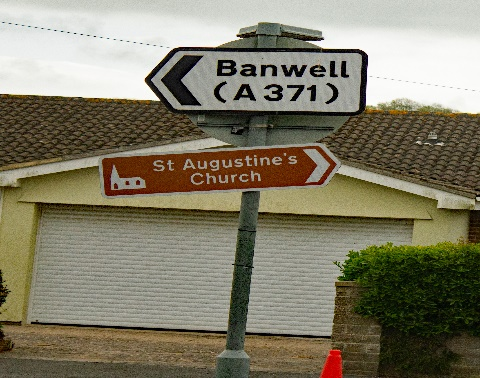 Banwell
(A 371)
St Augustine's
Church